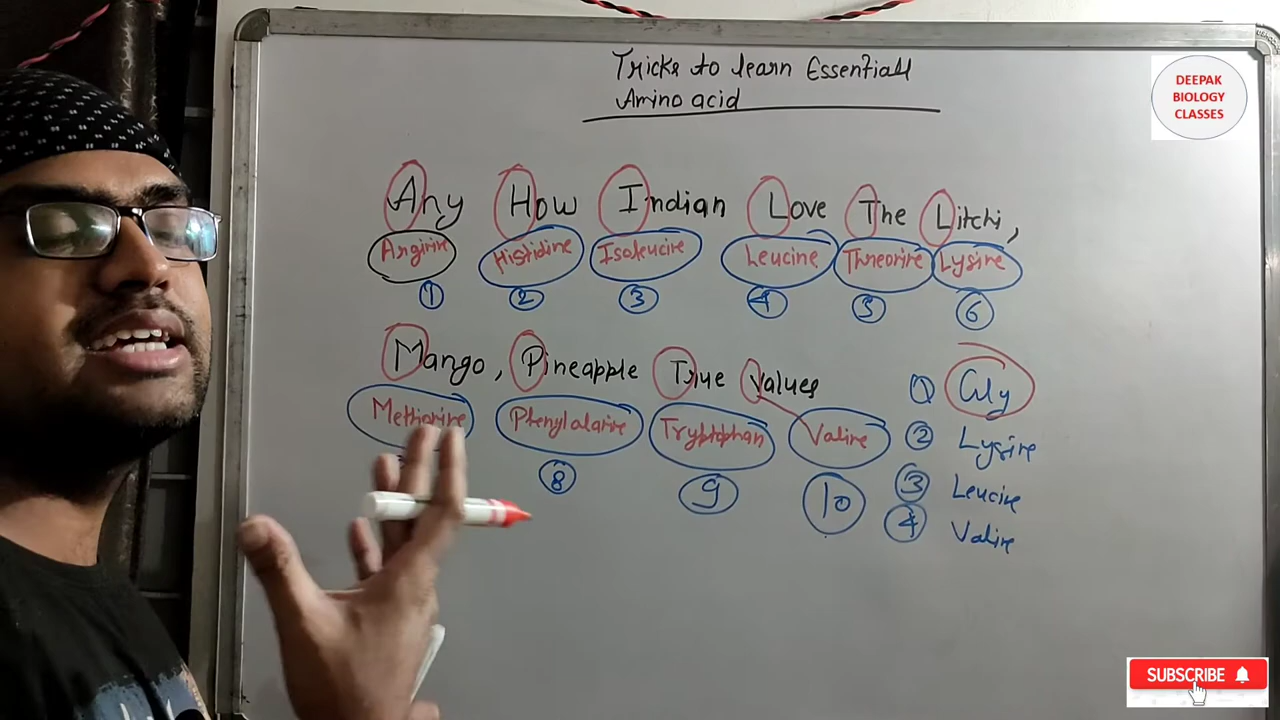 Tricks to learn Essentiall
Amino acid
DEEPAK
BIOLOGY
CLASSES
Any How Indian Love The Litchi,
Arginine Histidine Isoleucine Leucine Threonine Lysine
1 2 3 4 5 6
Mango, Pineapple True Values
Methionine Phenylalanine Tryptophan Valine
8 9 10
1 Gly
2 Lysine
3 Leucine
4 Valine
SUBSCRIBE